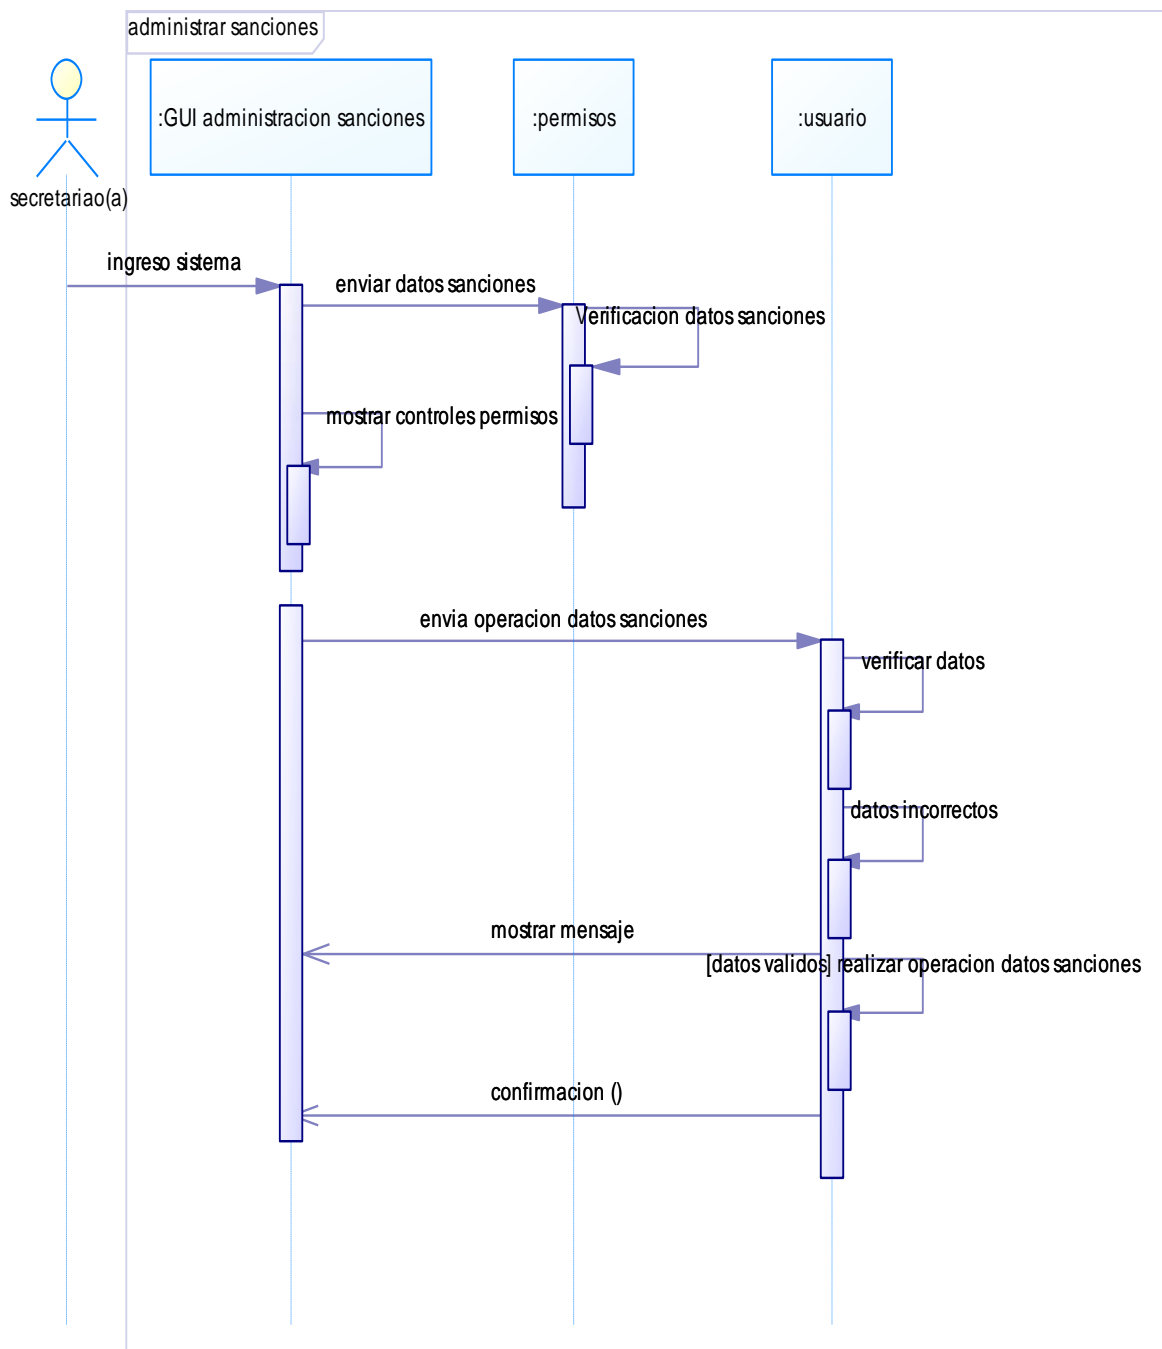 administrar sanciones
:GUI administracion sanciones
:permisos
:usuario
secretariao(a)
ingreso sistema
enviar datos sanciones
Verificacion datos sanciones
mostrar controles permisos
envia operacion datos sanciones
verificar datos
datos incorrectos
mostrar mensaje
[datos validos] realizar operacion datos sanciones
confirmacion ()